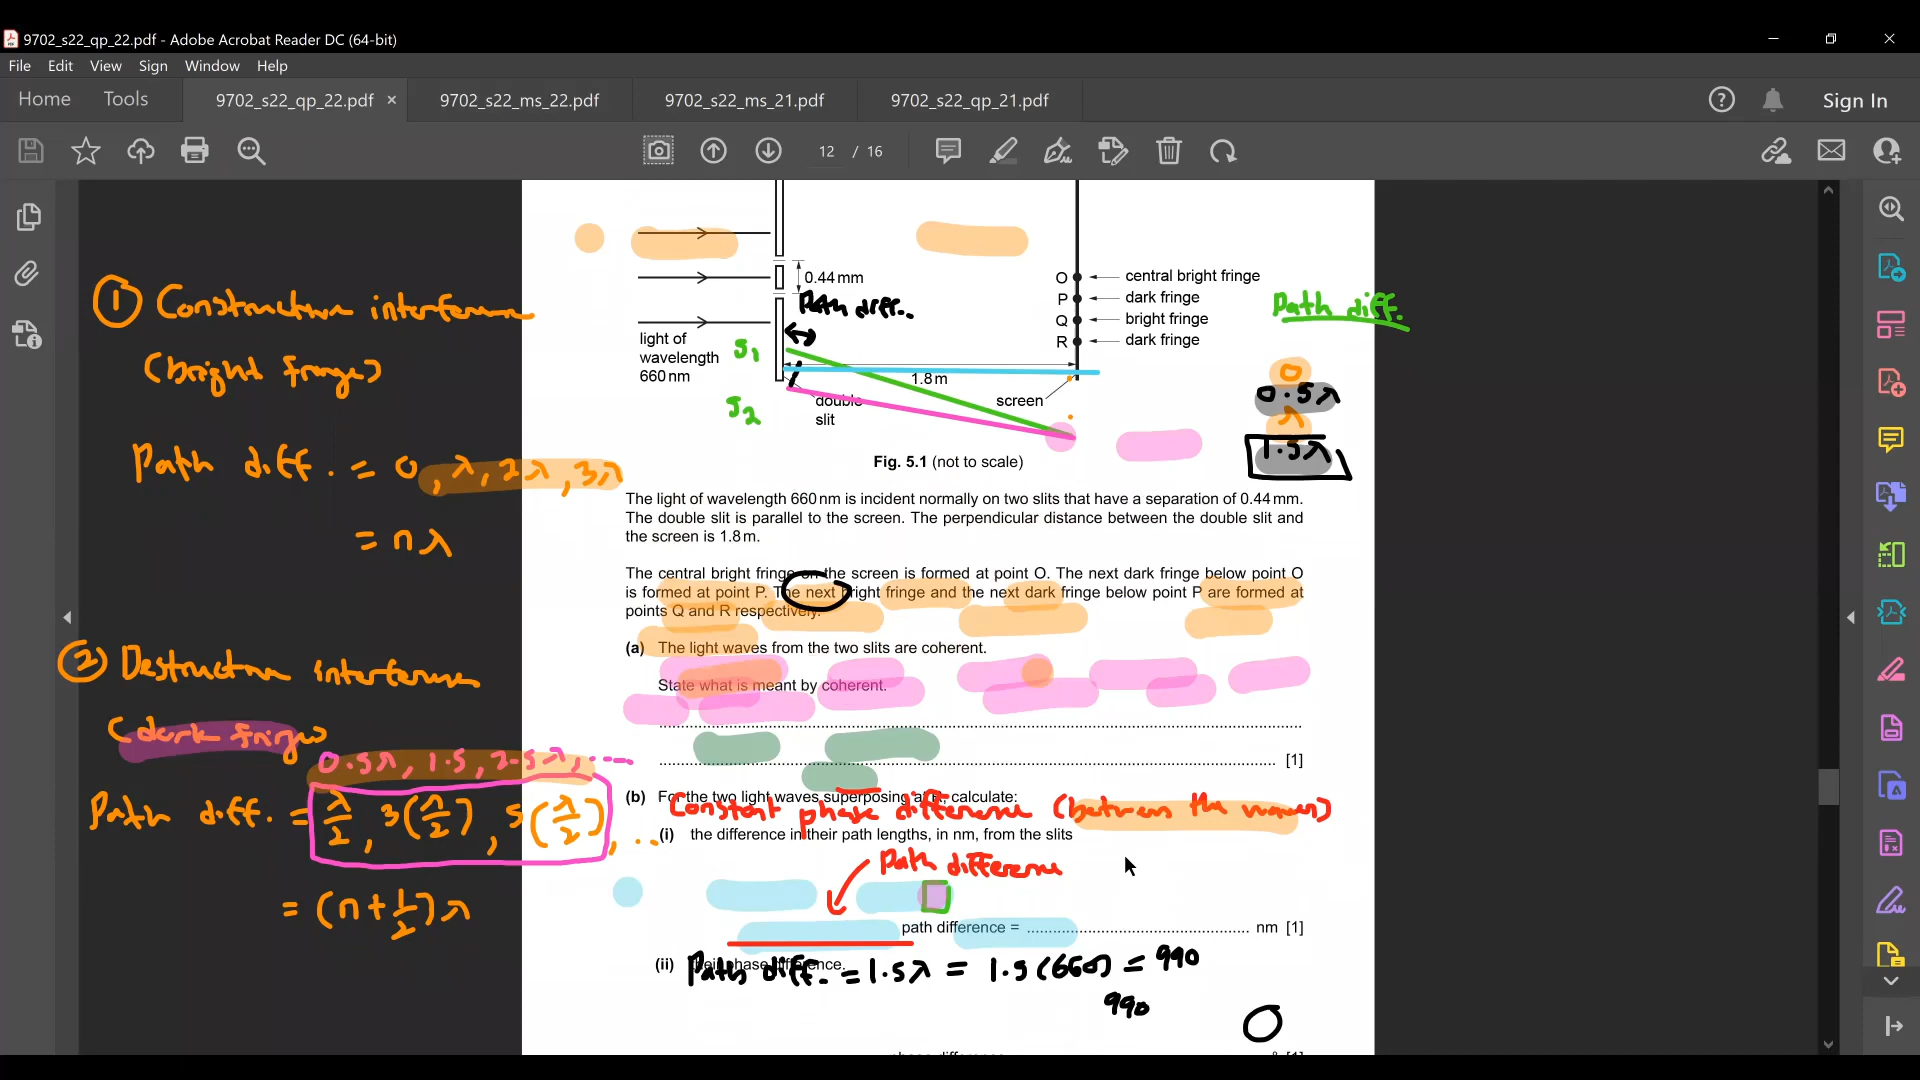 9702_s22_qp_22.pdf - Adobe Acrobat Reader DC (64-bit)
File Edit View Sign Window Help
Home Tools 9702_s22_qp_22.pdf × 9702_s22_ms_22.pdf 9702_s22_ms_21.pdf 9702_s22_qp_21.pdf Sign In
12 / 16
0.44 mm
O central bright fringe
P dark fringe
Q bright fringe
R dark fringe
Path diff.
Path diff.
light of
wavelength
660 nm
S1
S2
1.8 m
double
slit
screen
0
0.5λ
λ
1.5λ
Fig. 5.1 (not to scale)
① Constructive interference
(bright fringe)
Path diff. = 0, λ, 2λ, 3λ
= nλ
The light of wavelength 660 nm is incident normally on two slits that have a separation of 0.44 mm.
The double slit is parallel to the screen. The perpendicular distance between the double slit and
the screen is 1.8 m.
The central bright fringe on the screen is formed at point O. The next dark fringe below point O
is formed at point P. The next bright fringe and the next dark fringe below point P are formed at
points Q and R respectively.
(a) The light waves from the two slits are coherent.
State what is meant by coherent.
[1]
② Destructive interference
(dark fringe)
0.5λ, 1.5, 2.5λ, ....
Path diff. = λ/2, 3(λ/2), 5(λ/2), ...
= (n+1/2)λ
(b) For the two light waves superposing at R, calculate:
Constant phase difference (between the waves)
(i) the difference in their path lengths, in nm, from the slits
Path difference
path difference = .................................................. nm [1]
(ii) their phase difference.
Path diff. = 1.5λ = 1.5(660) = 990
990
phase difference
° [1]